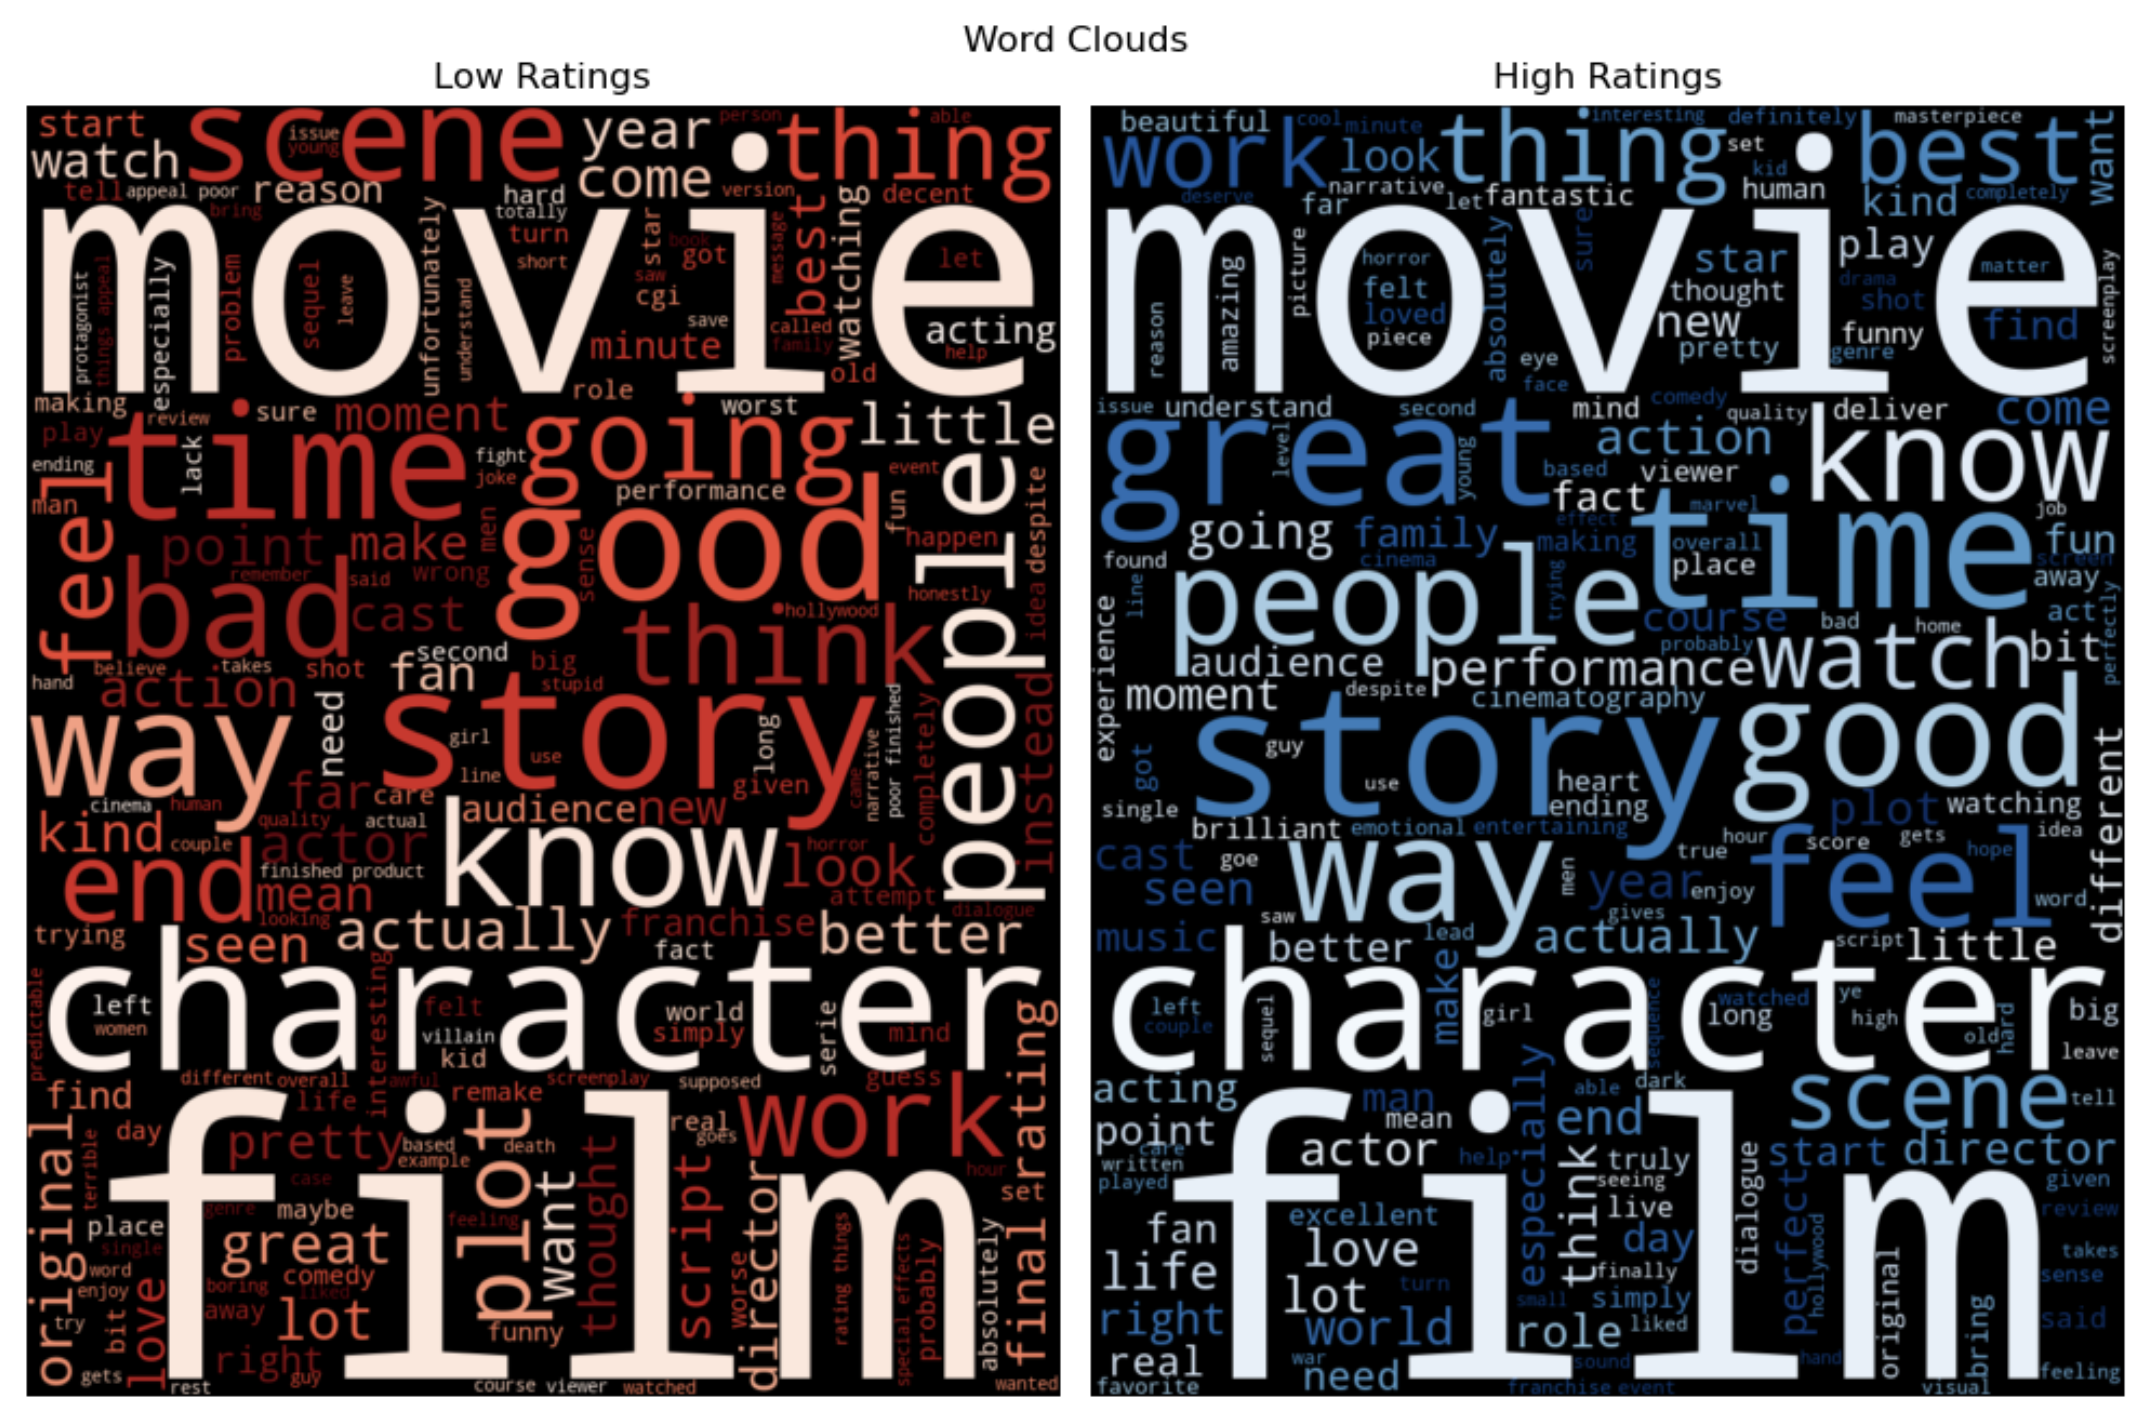 Word Clouds
Low Ratings
High Ratings
start
scene
issue
young
year
person
able
thing
watch
come
tell
appeal poor
reason
hard
version
decent
bring
totally
movie
turn
short
star
book
got
saw
cgi
message
best
watching
let
unfortunately
protagonist
things appeal
especially
problem
sequel
leave
understand
save
called
family
acting
help
minute
old
role
making
review
sure
moment
worst
little
play
time
lack
going
fight
joke
event
ending
man
feel
performance
good
fun
despite
people
point
make
men
sense
happen
remember
said
wrong
honestly
bad
cast
hollywood
idea
think
believe
takes
shot
second
fan
big
stupid
hand
action
way
need
story
girl
use
line
long
given
came
narrative
poor finished
completely
instead
far
care
cinema
human
audience
new
kind
couple
quality
actual
actor
know
horror
look
end
finished product
mean
looking
attempt
dialogue
trying
seen
actually
franchise
better
fact
character
predictable
left
women
interesting
felt
villain
kid
world
simply
serie
mind
rating
different
overall
awful
screenplay
supposed
guess
find
life
remake
film
work
day
original
terrible
pretty
based
example
plot
death
real
goes
hour
set
case
place
genre
maybe
single
great
feeling
want
thought
script
director
final
word
enjoy
boring
comedy
liked
try
bit
love
away
lot
funny
worse
rating things
special effects
probably
absolutely
gets
right
guy
rest
course viewer
watched
wanted
beautiful
cool
minute
interesting
definitely
masterpiece
work
look
thing
set
kid
best
want
deserve
narrative
far
let
fantastic
human
kind
completely
movie
picture
horror
felt
loved
piece
absolutely
sure
star
play
matter
drama
thought
shot
screenplay
reason
amazing
new
funny
find
eye
face
pretty
genre
issue
understand
second
mind
comedy
quality
deliver
come
great
level
young
action
know
based
viewer
fact
marvel
time
job
going
family
effect
making
overall
fun
found
cinema
place
screen
away
people
line
trying
course
act
perfectly
experience
bad
home
probably
audience
performance
watch
bit
moment
despite
cinematography
story
good
got
guy
use
heart
ending
different
single
plot
watching
brilliant
emotional
entertaining
hour
score
gets
idea
cast
goe
way
true
feel
hope
seen
men
year
enjoy
word
saw
gives
music
better
lead
actually
script
little
character
left
couple
sequel
make
girl
sequence
watched
long
ye
high
old
hard
big
leave
acting
man
mean
especially
able
dark
scene
tell
point
end
care
written
played
actor
help
film
think
truly
seeing
start
director
live
dialogue
perfect
given
review
fan
excellent
love
day
life
finally
hollywood
takes
sense
lot
turn
small
simply
right
world
role
liked
original
bring
said
real
war
need
sound
hand
feeling
favorite
franchise event
visual